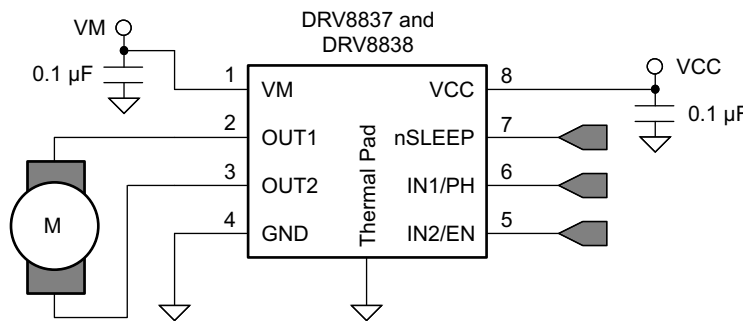 DRV8837 and
DRV8838
VM
0.1 µF
1
VM
2
OUT1
3
OUT2
4
GND
Thermal Pad
VCC
8
nSLEEP
7
IN1/PH
6
IN2/EN
5
VCC
0.1 µF
M